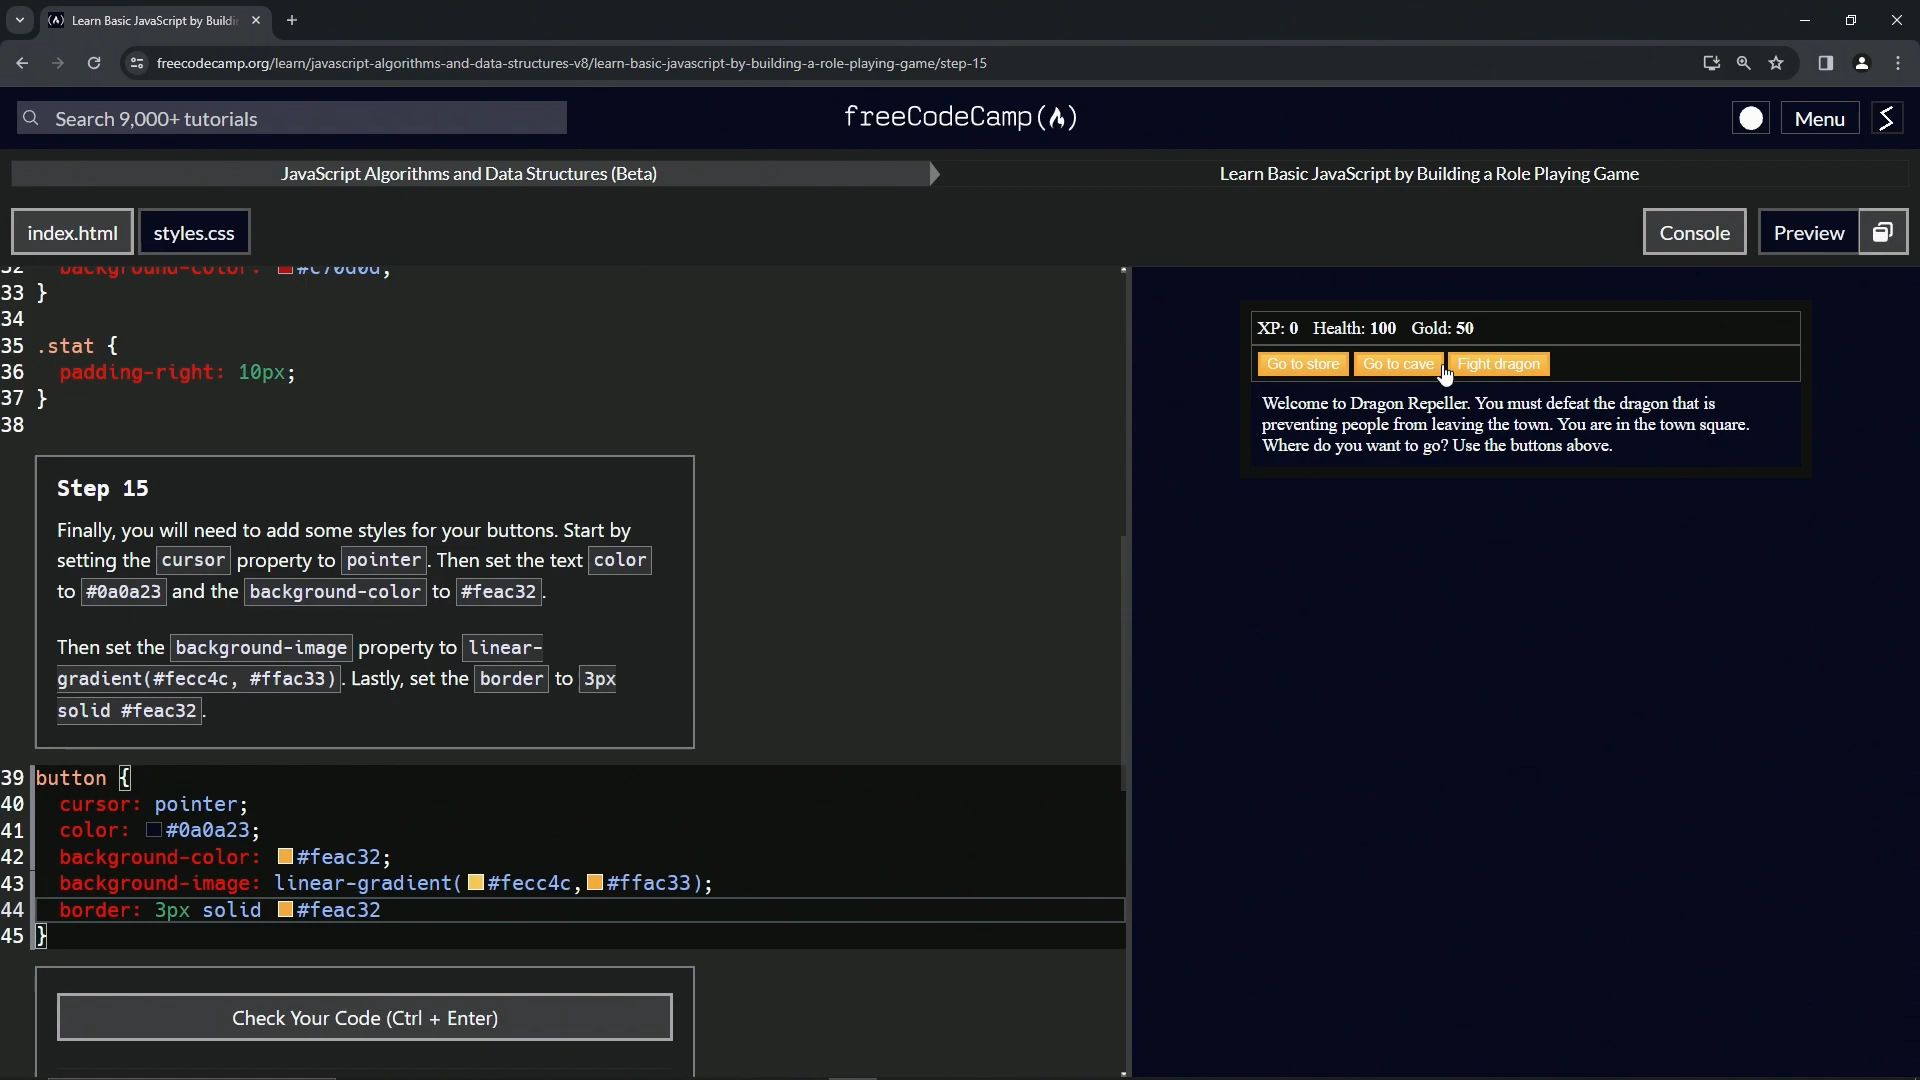 Learn Basic JavaScript by Buildi
freecodecamp.org/learn/javascript-algorithms-and-data-structures-v8/learn-basic-javascript-by-building-a-role-playing-game/step-15
Search 9,000+ tutorials
freeCodeCamp
Menu
JavaScript Algorithms and Data Structures (Beta)
Learn Basic JavaScript by Building a Role Playing Game
index.html
styles.css
Console
Preview
32 background-color: #c70d0d;
33 }
34
35 .stat {
36 padding-right: 10px;
37 }
38
Step 15
Finally, you will need to add some styles for your buttons. Start by
setting the cursor property to pointer. Then set the text color
to #0a0a23 and the background-color to #feac32.
Then set the background-image property to linear-
gradient(#fecc4c, #ffac33). Lastly, set the border to 3px
solid #feac32.
39 button {
40 cursor: pointer;
41 color: #0a0a23;
42 background-color: #feac32;
43 background-image: linear-gradient(#fecc4c,#ffac33);
44 border: 3px solid #feac32
45 }
Check Your Code (Ctrl + Enter)
XP: 0 Health: 100 Gold: 50
Go to store Go to cave Fight dragon
Welcome to Dragon Repeller. You must defeat the dragon that is
preventing people from leaving the town. You are in the town square.
Where do you want to go? Use the buttons above.